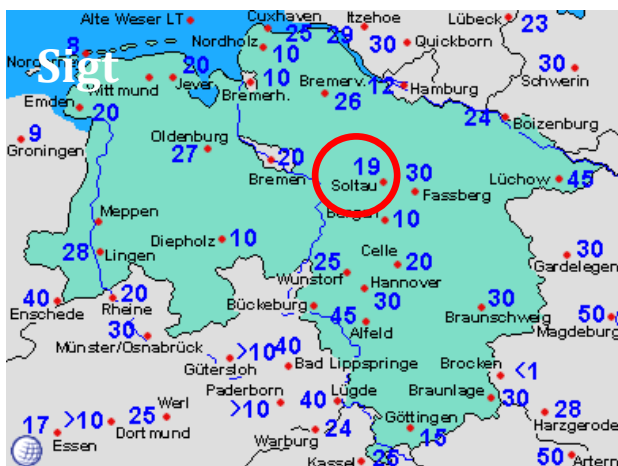 Alte Weser LT
Cuxhaven
25
29
Itzehoe
30
Quickborn
Lübeck
23
Nordholz
10
8
Sigt
Wittmund
20
Jever
10
Bremerh.
Bremerv.
26
12
Hamburg
30
Schwerin
Emden
20
24
Boizenburg
9
Groningen
Oldenburg
27
20
Bremen
19
Soltau
30
Fassberg
Lüchow
45
Bergen
10
Meppen
28
Lingen
Diepholz
10
Celle
20
30
Gardelegen
25
Wunstorf
Hannover
30
40
Enschede
20
Rheine
Bückeburg
45
Alfeld
30
Braunschweig
50
Magdeburg
30
Münster/Osnabrück
>10
Gütersloh
40
Bad Lippspringe
Brocken
<1
Paderborn
>10
40
Lügde
Braunlage
30
28
Harzgerode
17
Essen
>10
Dortmund
25
Werl
24
Warburg
Göttingen
15
Kassel
25
50
Artern